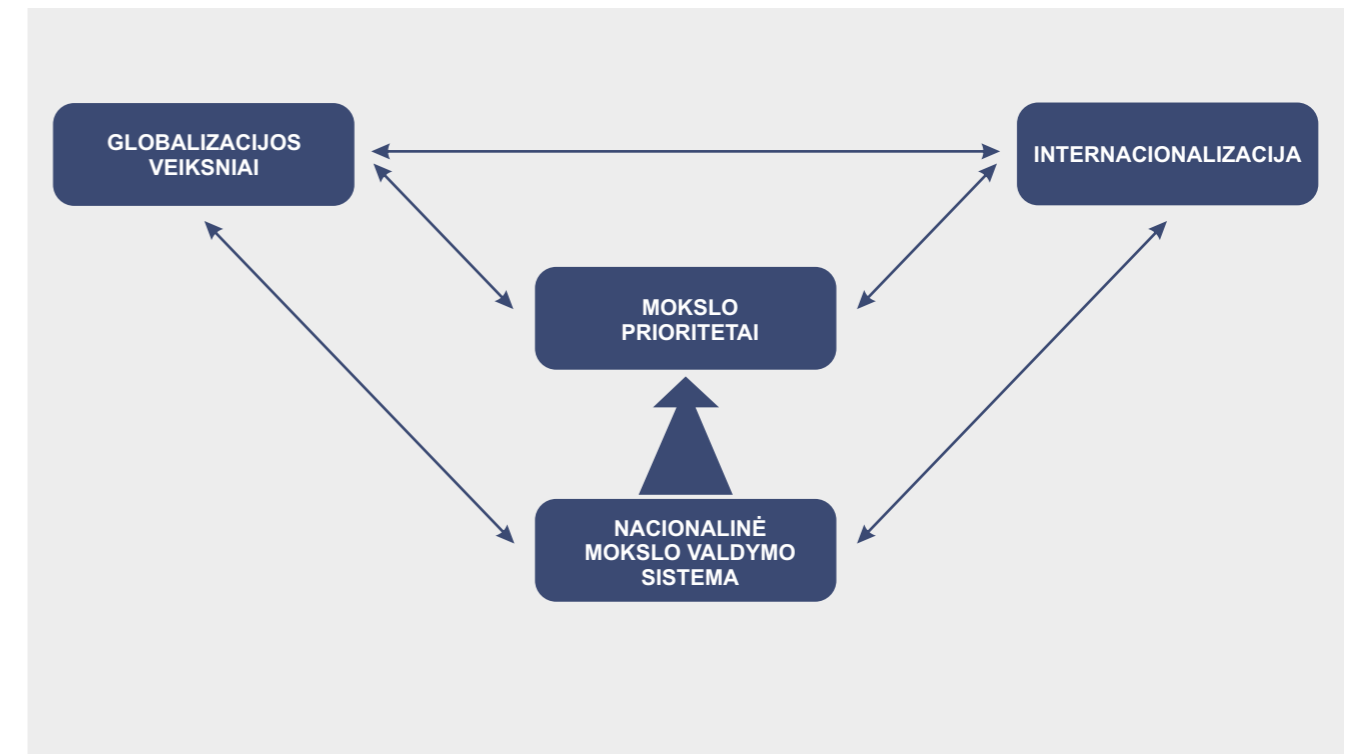 GLOBALIZACIJOS
VEIKSNIAI
INTERNACIONALIZACIJA
MOKSLO
PRIORITETAI
NACIONALINĖ
MOKSLO VALDYMO
SISTEMA